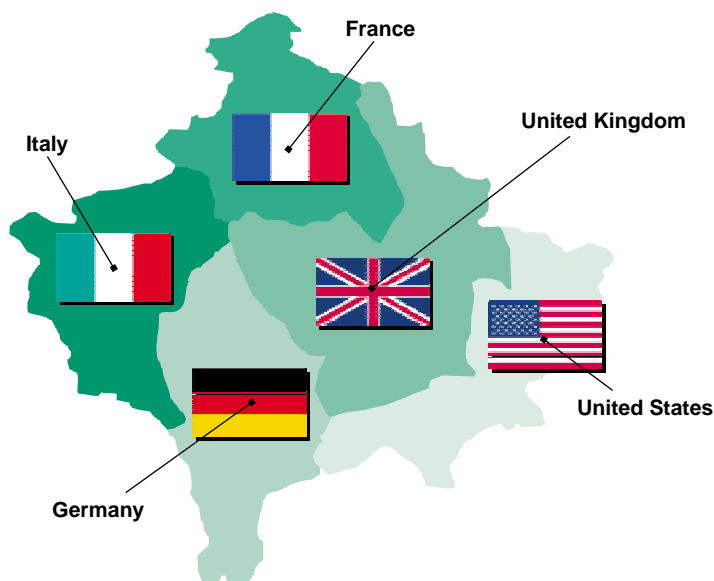 France
United Kingdom
Italy
United States
Germany